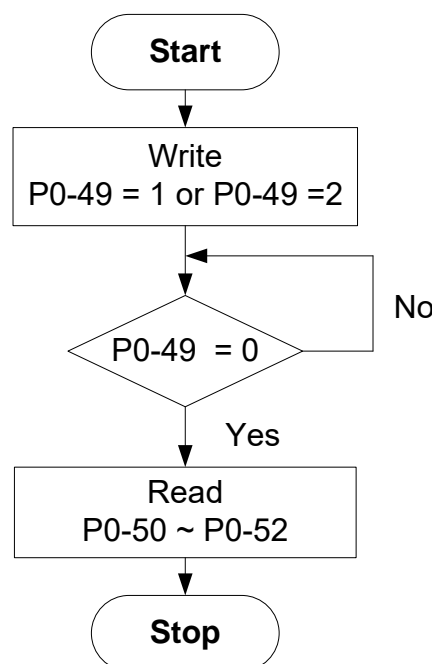 Start
Write
P0-49 = 1 or P0-49 =2
No
P0-49 = 0
Yes
Read
P0-50 ~ P0-52
Stop